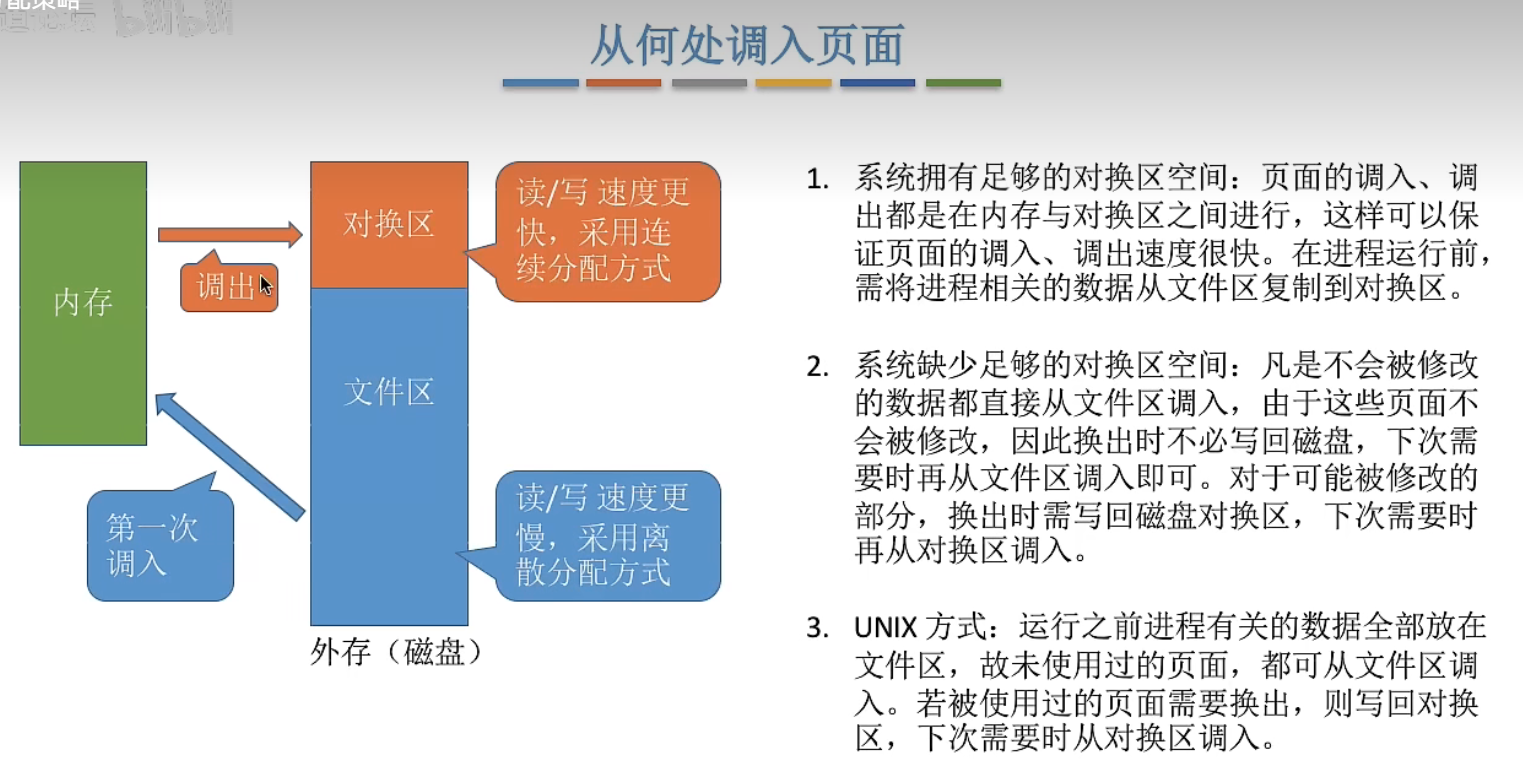 从何处调入页面
内存
调出
第一次
调入
对换区
文件区
外存（磁盘）
读/写 速度更
快，采用连
续分配方式
读/写 速度更
慢，采用离
散分配方式
1. 系统拥有足够的对换区空间：页面的调入、调
出都是在内存与对换区之间进行，这样可以保
证页面的调入、调出速度很快。在进程运行前，
需将进程相关的数据从文件区复制到对换区。
2. 系统缺少足够的对换区空间：凡是不会被修改
的数据都直接从文件区调入，由于这些页面不
会被修改，因此换出时不必写回磁盘，下次需
要时再从文件区调入即可。对于可能被修改的
部分，换出时需写回磁盘对换区，下次需要时
再从对换区调入。
3. UNIX 方式：运行之前进程有关的数据全部放在
文件区，故未使用过的页面，都可从文件区调
入。若被使用过的页面需要换出，则写回对换
区，下次需要时从对换区调入。